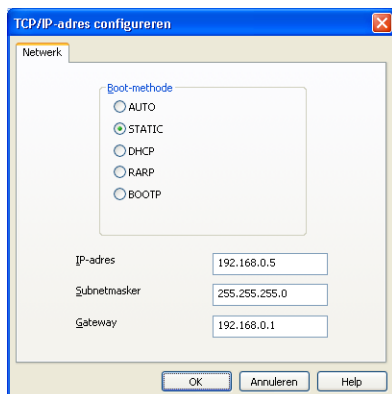 TCP/IP-adres configureren
Netwerk
Boot-methode
AUTO
STATIC
DHCP
RARP
BOOTP
IP-adres 192.168.0.5
Subnetmasker 255.255.255.0
Gateway 192.168.0.1
OK Annuleren Help